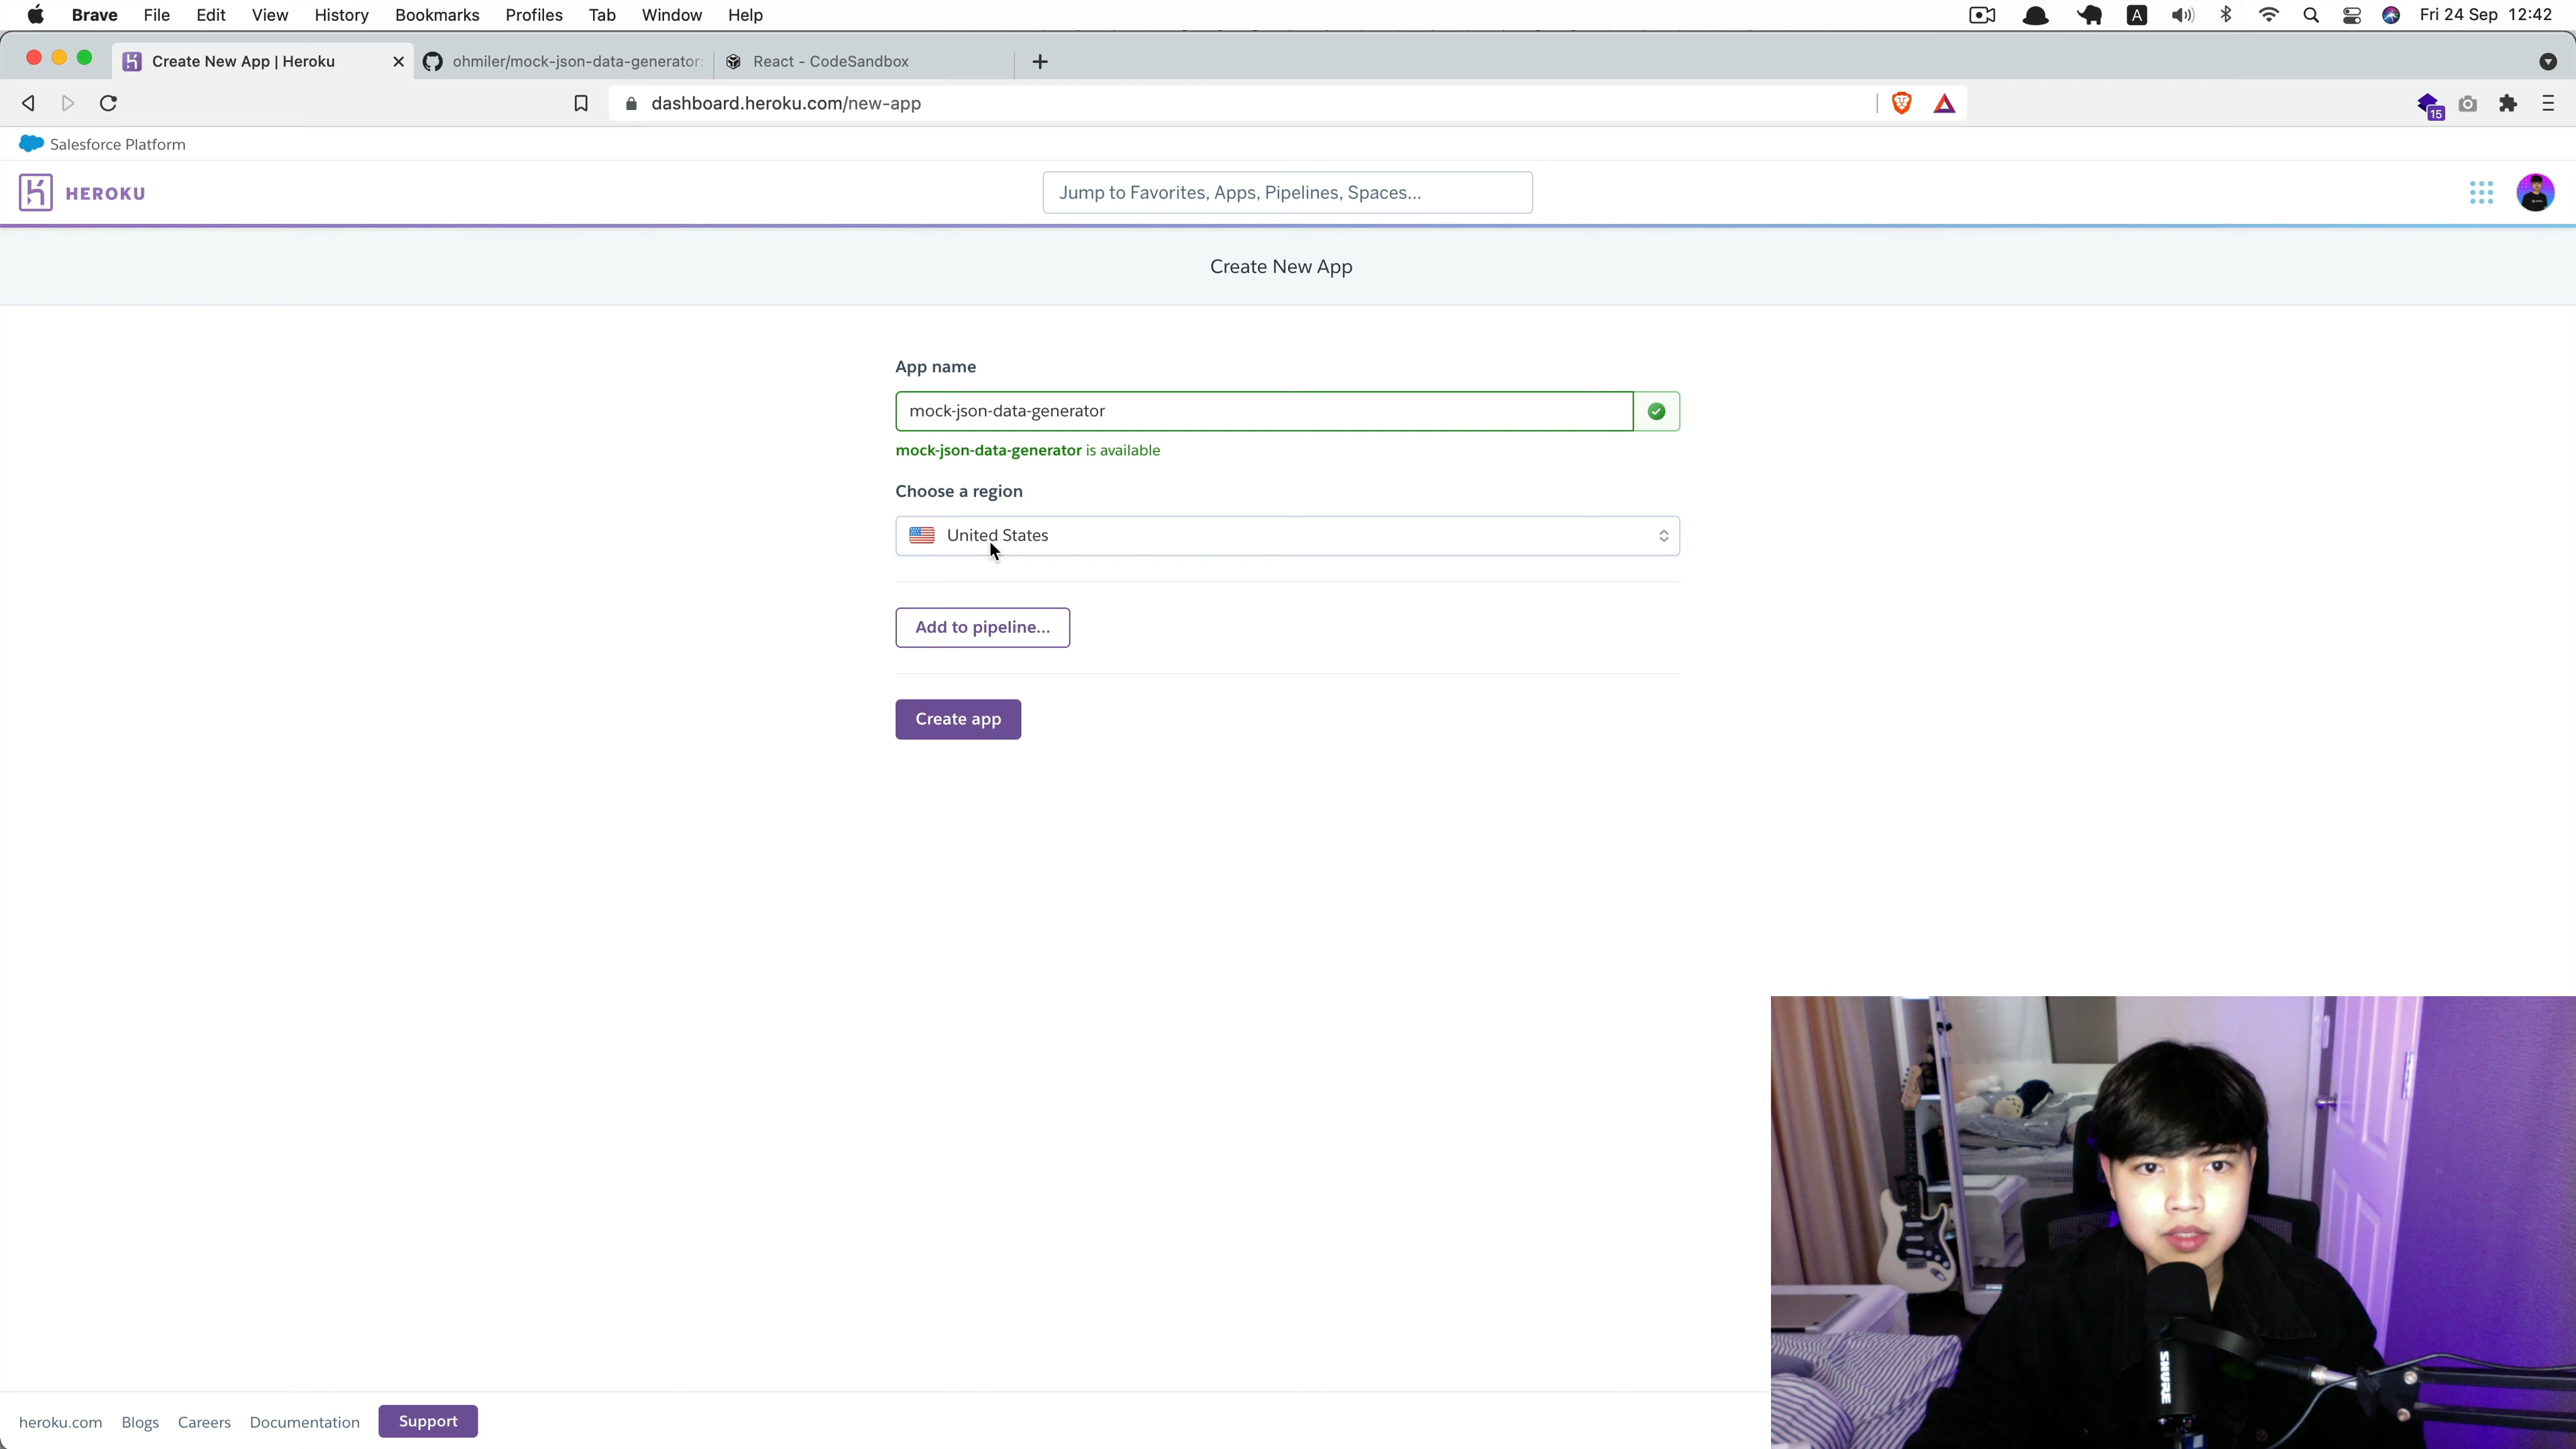 Brave File Edit View History Bookmarks Profiles Tab Window Help A Fri 24 Sep 12:42
Create New App | Heroku ohmiler/mock-json-data-generator: React - CodeSandbox
dashboard.heroku.com/new-app 15
Salesforce Platform
HEROKU Jump to Favorites, Apps, Pipelines, Spaces...
Create New App
App name
mock-json-data-generator
mock-json-data-generator is available
Choose a region
United States
Add to pipeline...
Create app
SHURE
heroku.com Blogs Careers Documentation Support